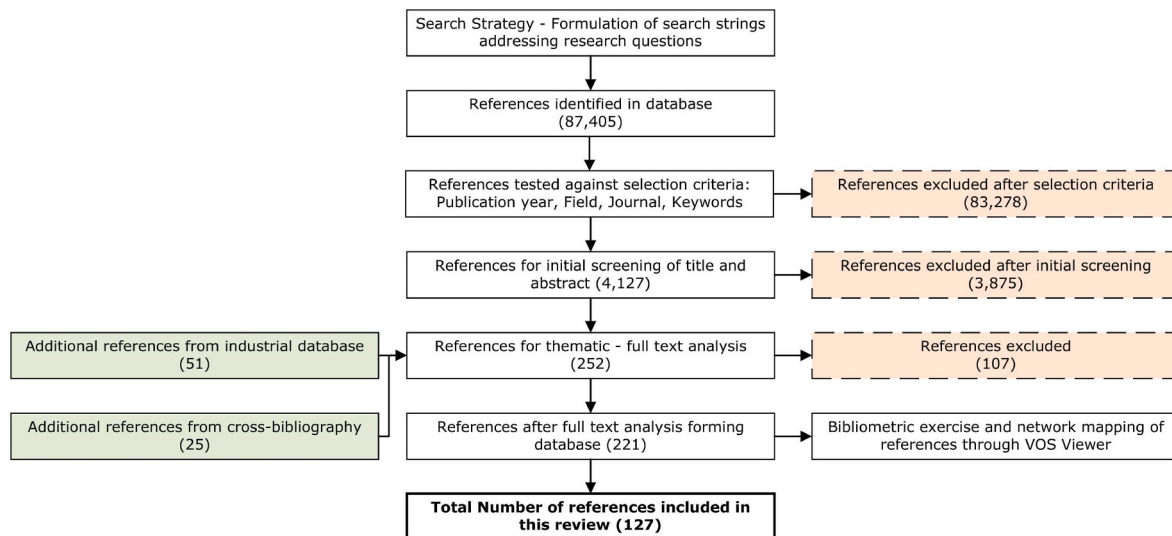 Search Strategy - Formulation of search strings
addressing research questions
References identified in database
(87,405)
References tested against selection criteria:
Publication year, Field, Journal, Keywords
References excluded after selection criteria
(83,278)
References for initial screening of title and
abstract (4,127)
References excluded after initial screening
(3,875)
Additional references from industrial database
(51)
References for thematic - full text analysis
(252)
References excluded
(107)
Additional references from cross-bibliography
(25)
References after full text analysis forming
database (221)
Bibliometric exercise and network mapping of
references through VOS Viewer
Total Number of references included in
this review (127)